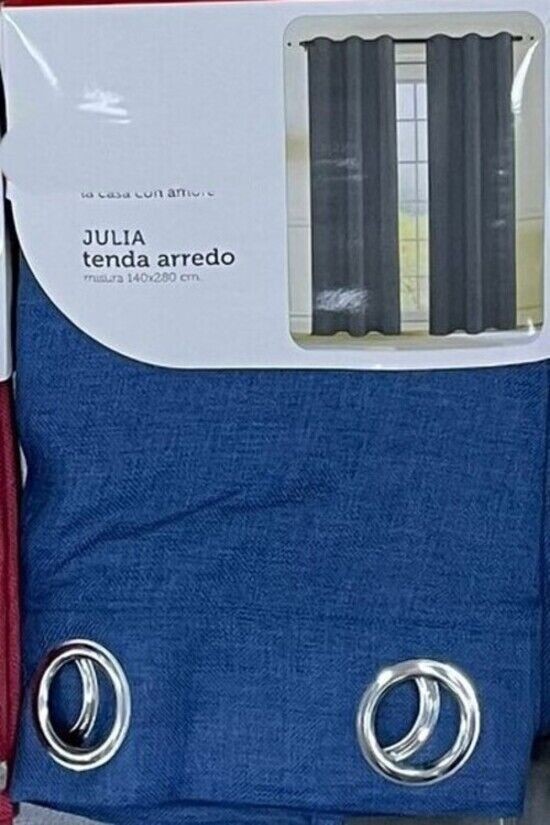 la casa con amore
JULIA
tenda arredo
misura 140x280 cm.